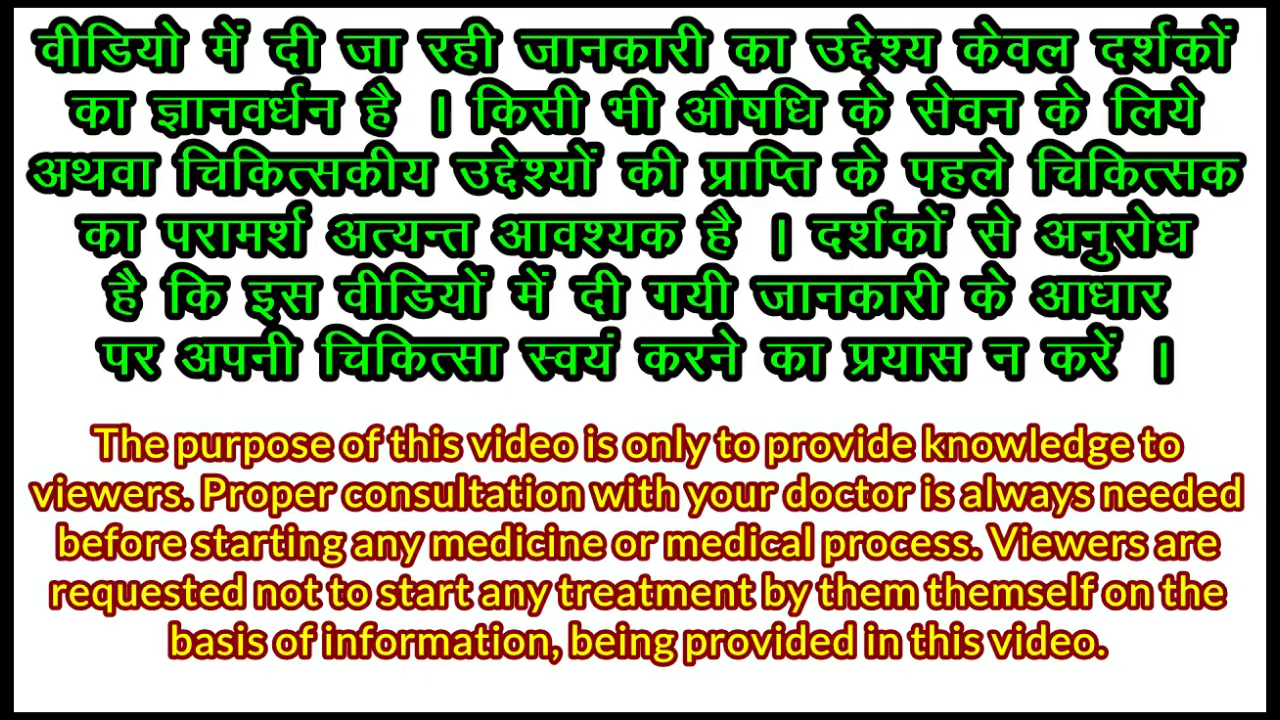 वीडियो में दी जा रही जानकारी का उद्देश्य केवल दर्शकों
का ज्ञानवर्धन है । किसी भी औषधि के सेवन के लिये
अथवा चिकित्सकीय उद्देश्यों की प्राप्ति के पहले चिकित्सक
का परामर्श अत्यन्त आवश्यक है । दर्शकों से अनुरोध
है कि इस वीडियों में दी गयी जानकारी के आधार
पर अपनी चिकित्सा स्वयं करने का प्रयास न करें ।
The purpose of this video is only to provide knowledge to
viewers. Proper consultation with your doctor is always needed
before starting any medicine or medical process. Viewers are
requested not to start any treatment by them themself on the
basis of information, being provided in this video.